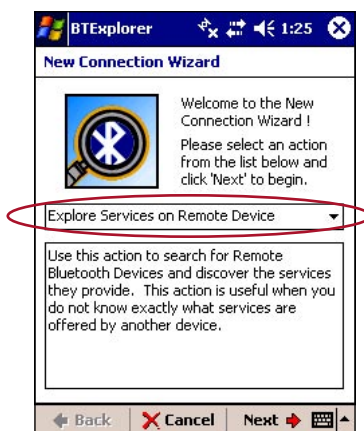 BTExplorer 1:25
New Connection Wizard
Welcome to the New
Connection Wizard !
Please select an action
from the list below and
click 'Next' to begin.
Explore Services on Remote Device
Use this action to search for Remote
Bluetooth Devices and discover the services
they provide. This action is useful when you
do not know exactly what services are
offered by another device.
Back Cancel Next